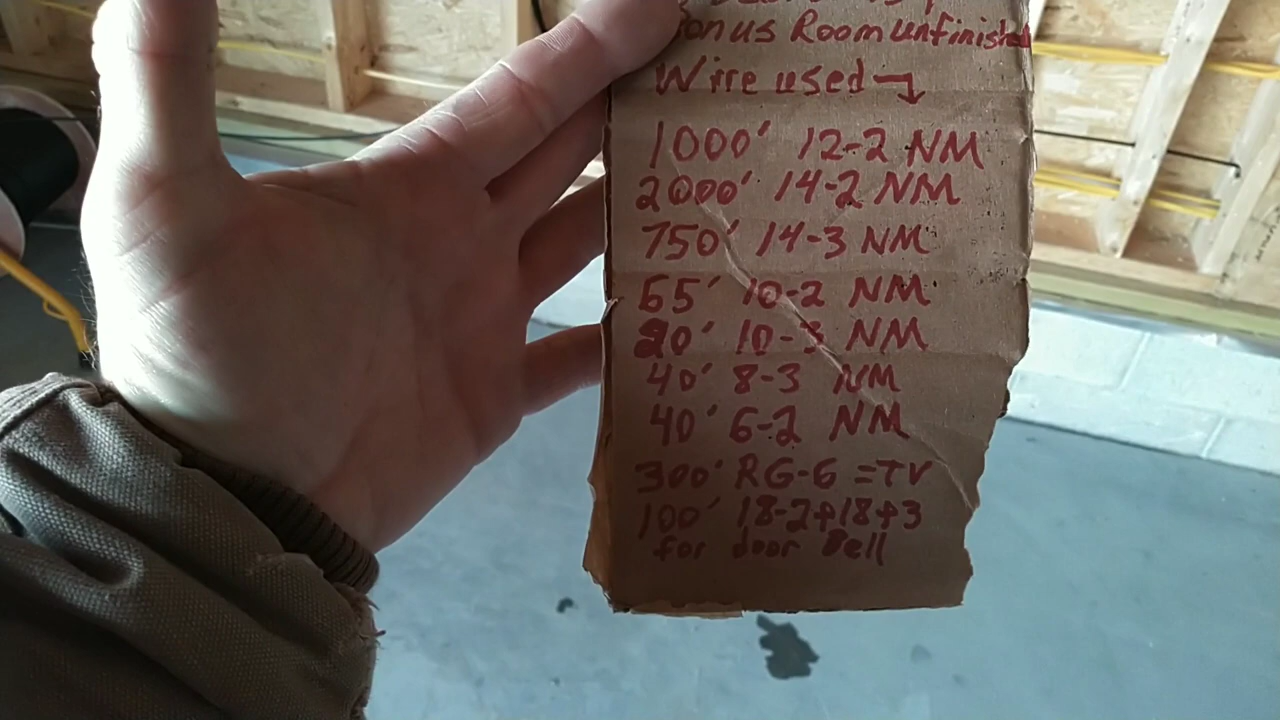 Bonus Room unfinished
Wire used
1000' 12-2 NM
2000' 14-2 NM
750' 14-3 NM
65' 10-2 NM
20' 10-3 NM
40' 8-3 NM
40' 6-2 NM
300' RG-6 = TV
100' 18-2+18+3
for door Bell